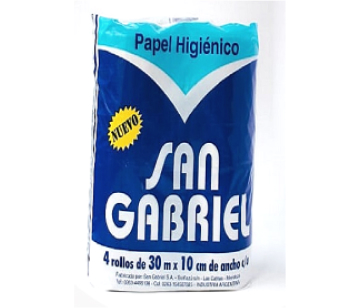 Papel Higiénico
NUEVO
SAN
GABRIEL
4 rollos de 30 m x 10 cm de ancho c/u
INDUSTRIA ARGENTINA